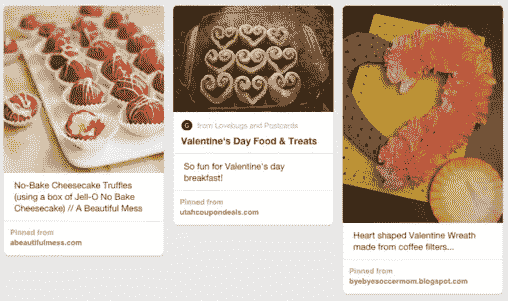 No-Bake Cheesecake Truffles
(using a box of Jell-O No Bake
Cheesecake) // A Beautiful Mess
Pinned from
abeautifulmess.com
from Lovebugs and Postcards
Valentine's Day Food & Treats
So fun for Valentine's day
breakfast!
Pinned from
utahcoupondeals.com
Heart shaped Valentine Wreath
made from coffee filters...
Pinned from
byebyesoccermom.blogspot.com